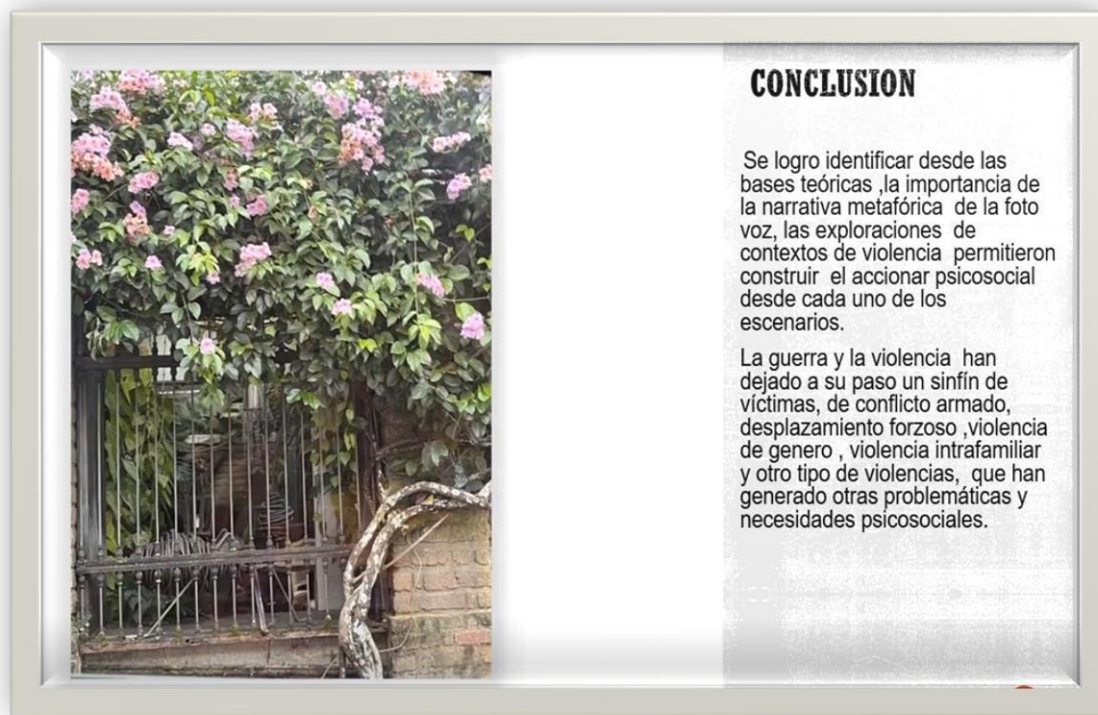 CONCLUSION
Se logro identificar desde las
bases teóricas ,la importancia de
la narrativa metafórica de la foto
voz, las exploraciones de
contextos de violencia permitieron
construir el accionar psicosocial
desde cada uno de los
escenarios.
La guerra y la violencia han
dejado a su paso un sinfín de
víctimas, de conflicto armado,
desplazamiento forzoso ,violencia
de genero , violencia intrafamiliar
y otro tipo de violencias, que han
generado otras problemáticas y
necesidades psicosociales.